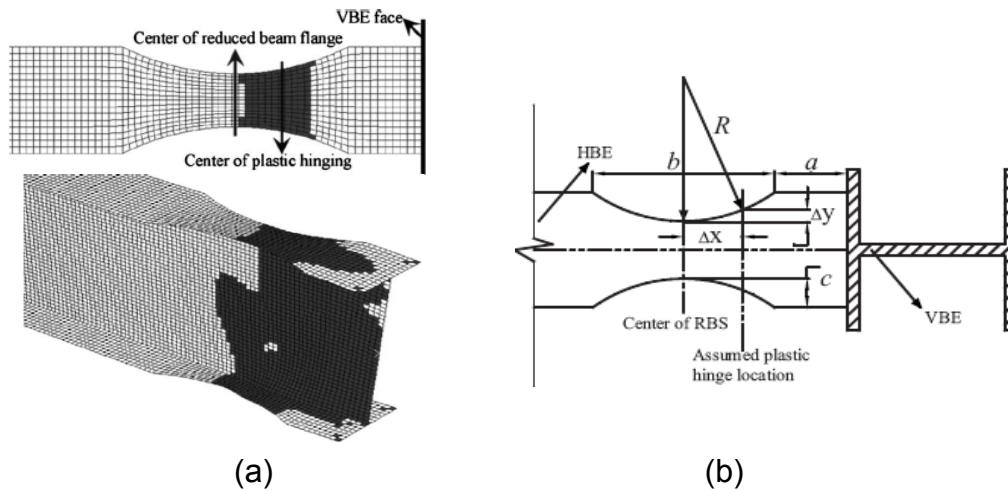 VBE face
Center of reduced beam flange
Center of plastic hinging
(a)
HBE
b
R
a
Δy
Δx
c
Center of RBS
VBE
Assumed plastic
hinge location
(b)